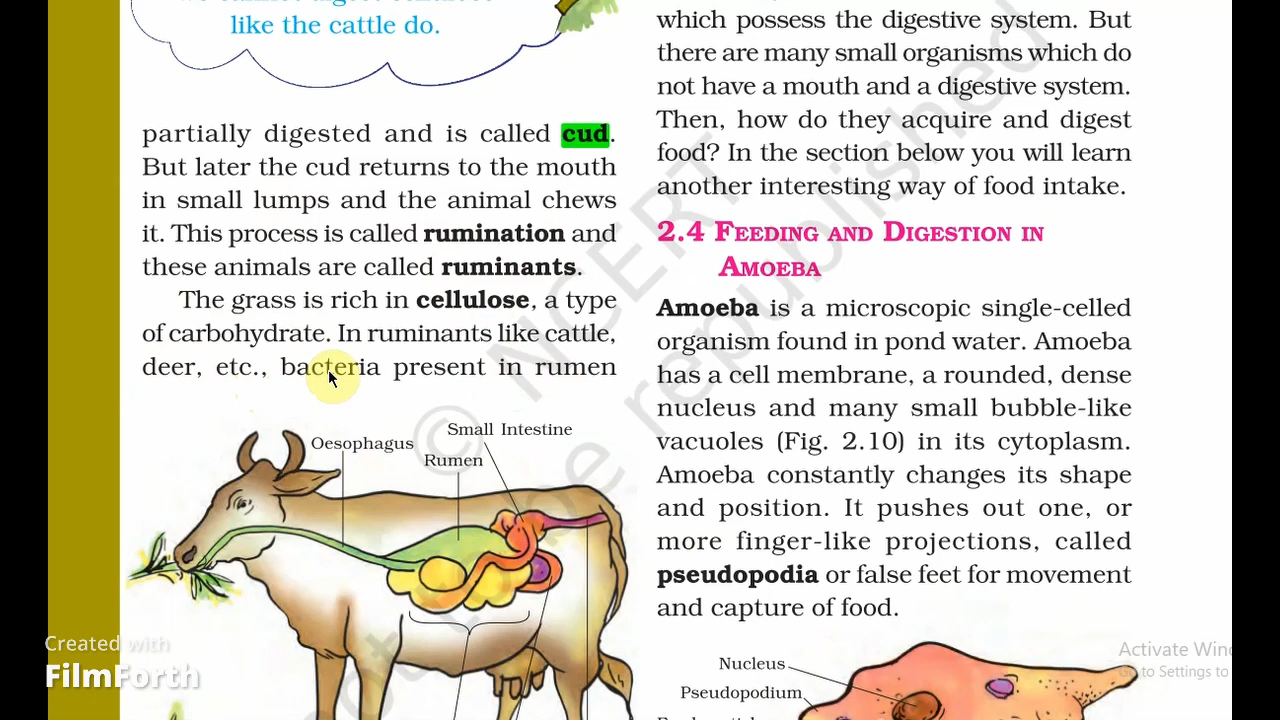 like the cattle do.
partially digested and is called cud.
But later the cud returns to the mouth
in small lumps and the animal chews
it. This process is called rumination and
these animals are called ruminants.
The grass is rich in cellulose, a type
of carbohydrate. In ruminants like cattle,
deer, etc., bacteria present in rumen
Oesophagus
Small Intestine
Rumen
which possess the digestive system. But
there are many small organisms which do
not have a mouth and a digestive system.
Then, how do they acquire and digest
food? In the section below you will learn
another interesting way of food intake.
2.4 Feeding and Digestion in
Amoeba
Amoeba is a microscopic single-celled
organism found in pond water. Amoeba
has a cell membrane, a rounded, dense
nucleus and many small bubble-like
vacuoles (Fig. 2.10) in its cytoplasm.
Amoeba constantly changes its shape
and position. It pushes out one, or
more finger-like projections, called
pseudopodia or false feet for movement
and capture of food.
Nucleus
Pseudopodium
© NCERT
not to be republished
Created with
FilmForth
Activate Win
Go to Settings to